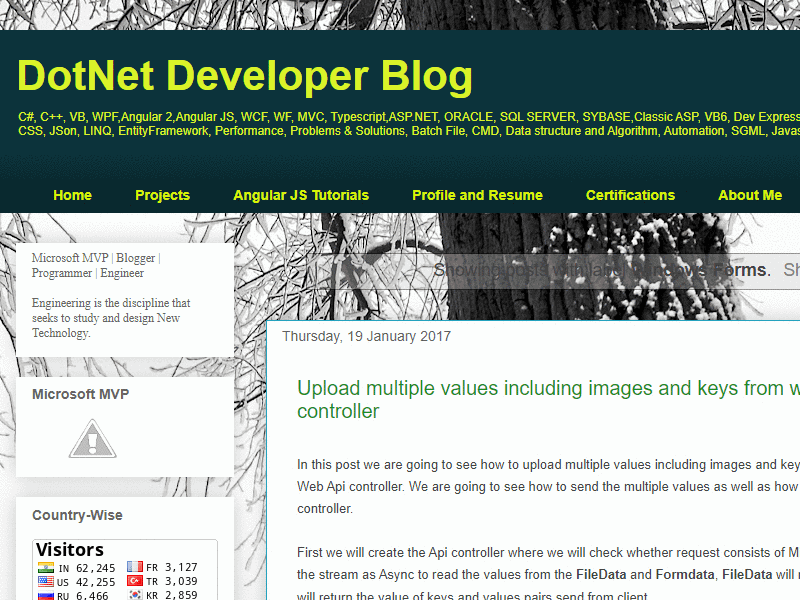 DotNet Developer Blog
C#, C++, VB, WPF,Angular 2,Angular JS, WCF, WF, MVC, Typescript,ASP.NET, ORACLE, SQL SERVER, SYBASE,Classic ASP, VB6, Dev Express
CSS, JSon, LINQ, EntityFramework, Performance, Problems & Solutions, Batch File, CMD, Data structure and Algorithm, Automation, SGML, Javas
Home Projects Angular JS Tutorials Profile and Resume Certifications About Me
Microsoft MVP | Blogger |
Programmer | Engineer
Engineering is the discipline that
seeks to study and design New
Technology.
Microsoft MVP
Country-Wise
Visitors
IN 62,245 FR 3,127
US 42,255 TR 3,039
RU 6,466 KR 2,859
Showing posts with label Windows Forms. Sh
Thursday, 19 January 2017
Upload multiple values including images and keys from w
controller
In this post we are going to see how to upload multiple values including images and key
Web Api controller. We are going to see how to send the multiple values as well as how
controller.
First we will create the Api controller where we will check whether request consists of M
the stream as Async to read the values from the FileData and Formdata, FileData will
will return the value of keys and values pairs send from client.